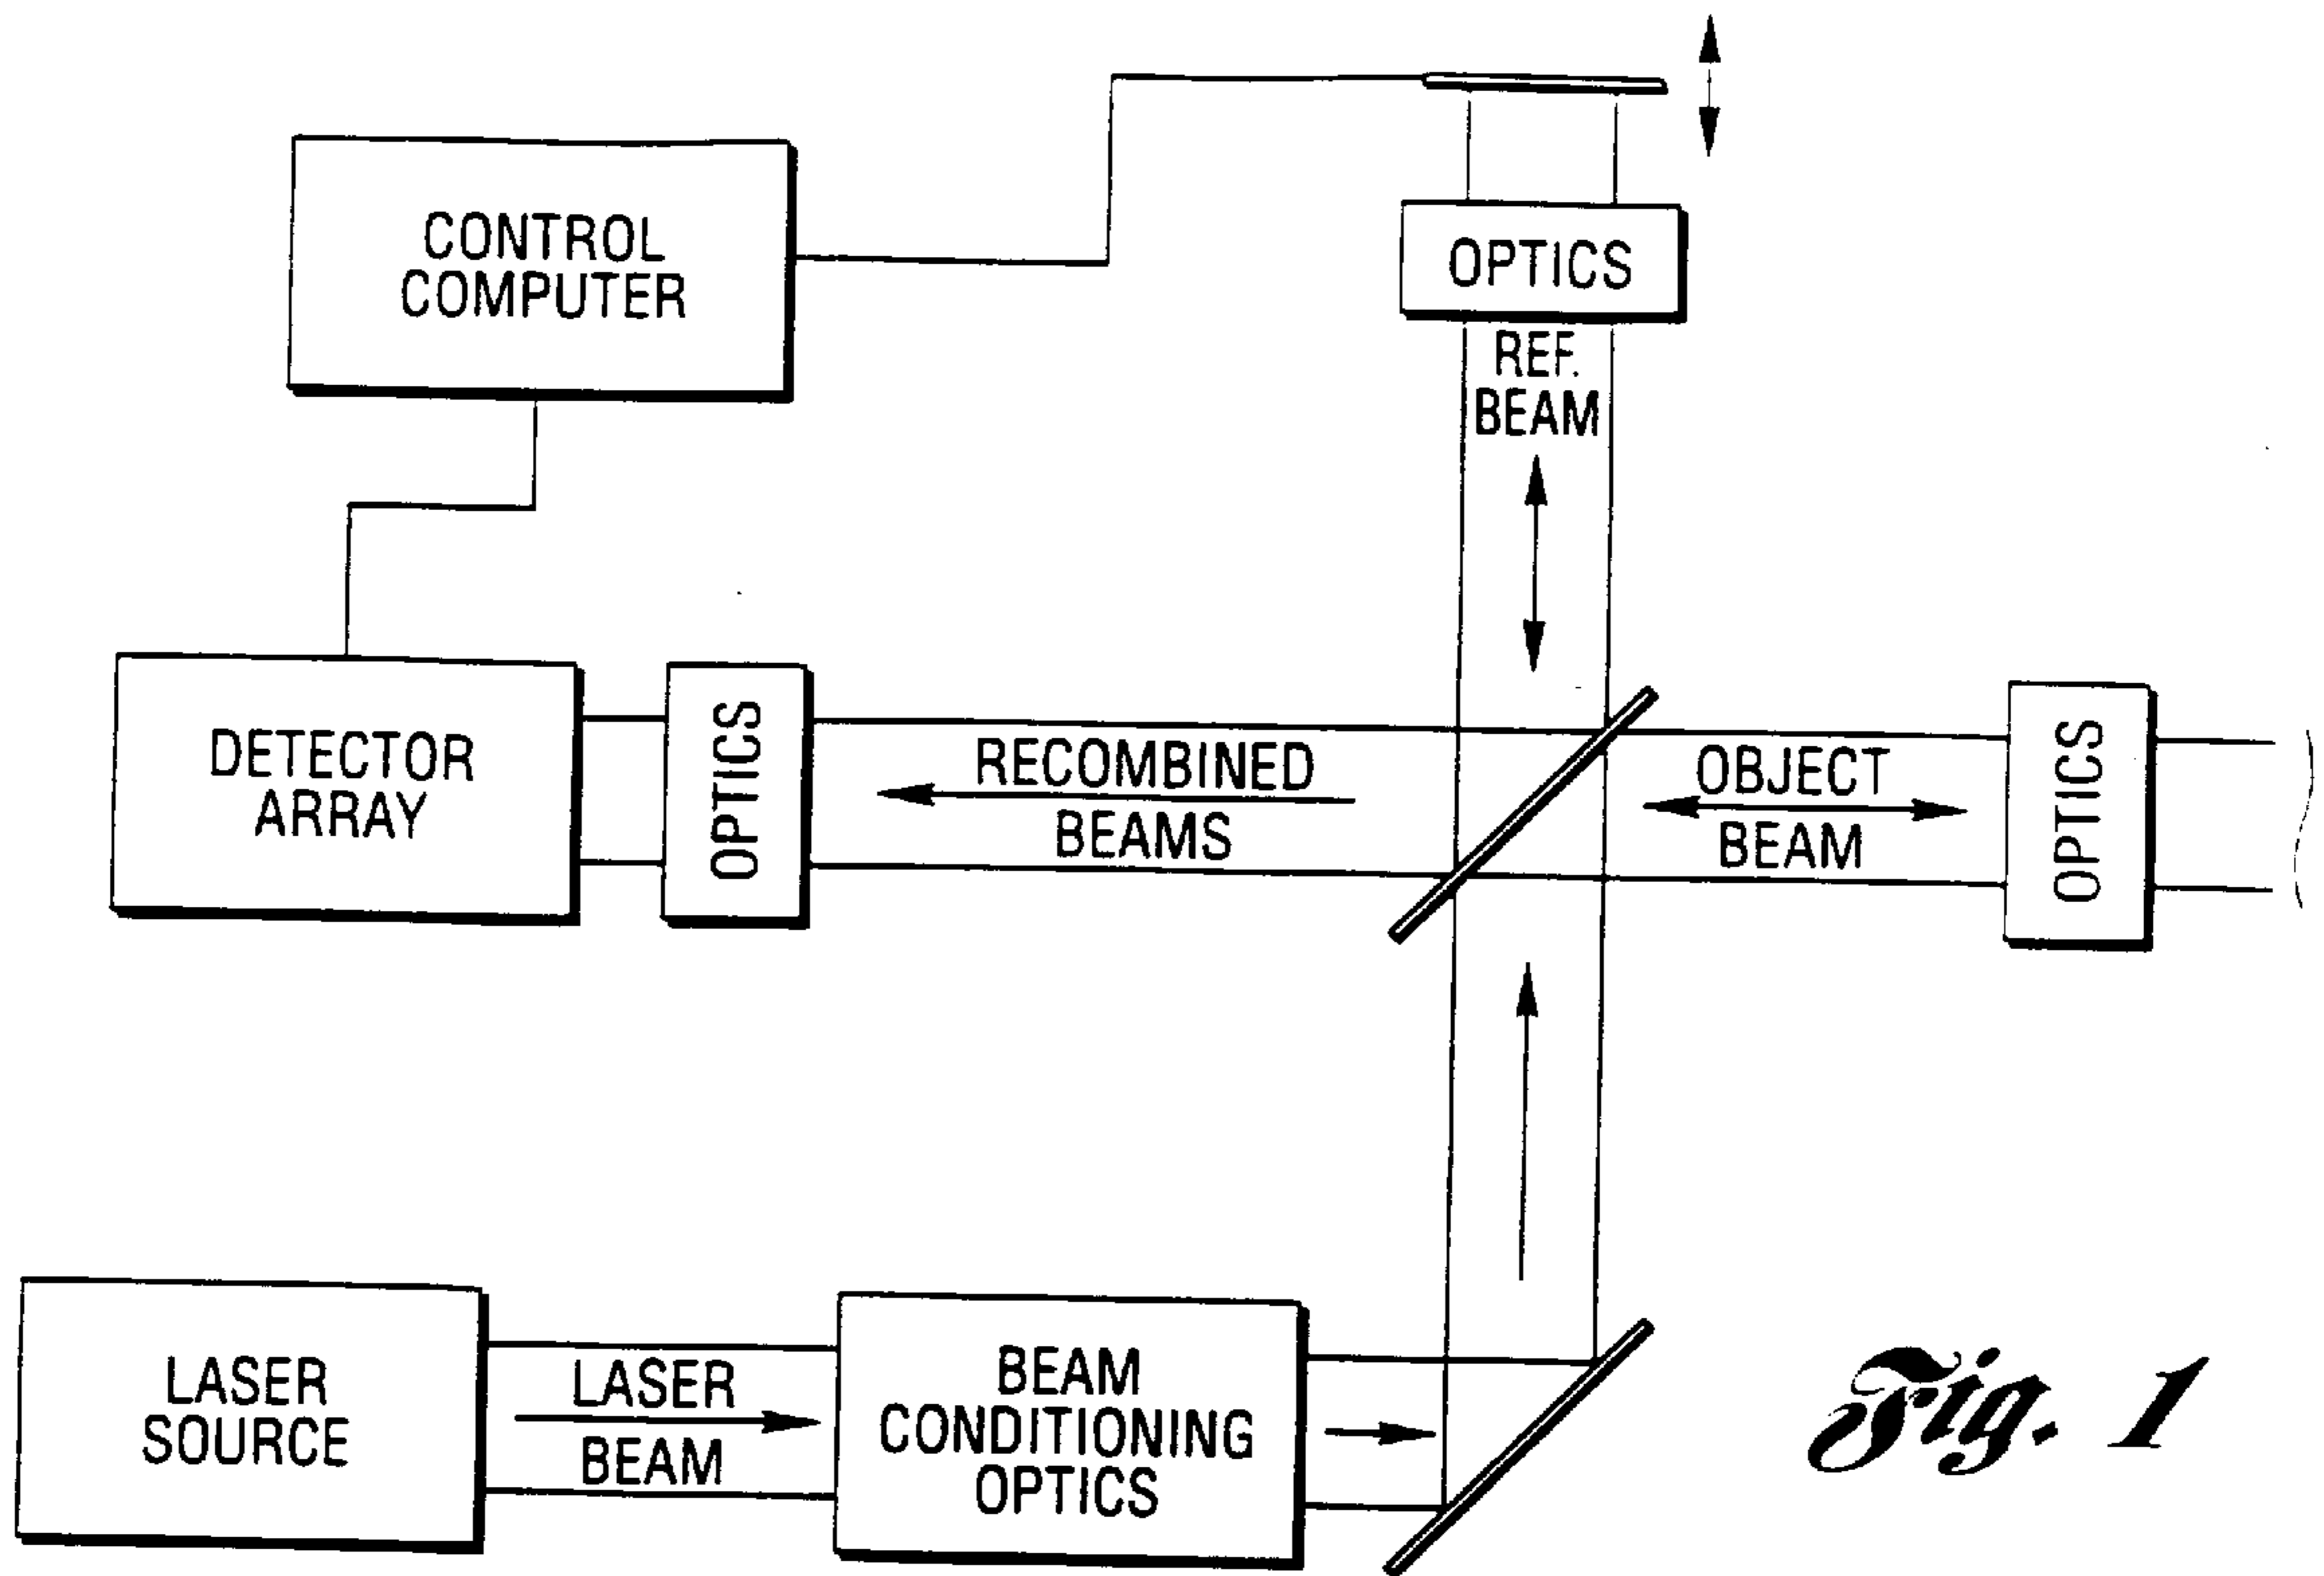 CONTROL
COMPUTER
OPTICS
REF.
BEAM
DETECTOR
ARRAY
OPTICS
RECOMBINED
BEAMS
OBJECT
BEAM
OPTICS
LASER
SOURCE
LASER
BEAM
BEAM
CONDITIONING
OPTICS
Fig. 1